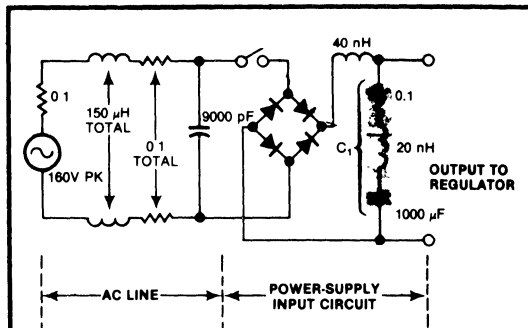 40 nH
0.1
150 μH
TOTAL
0.1
TOTAL
9000 pF
0.1
C1
20 nH
160V PK
OUTPUT TO
REGULATOR
1000 μF
AC LINE
POWER-SUPPLY
INPUT CIRCUIT